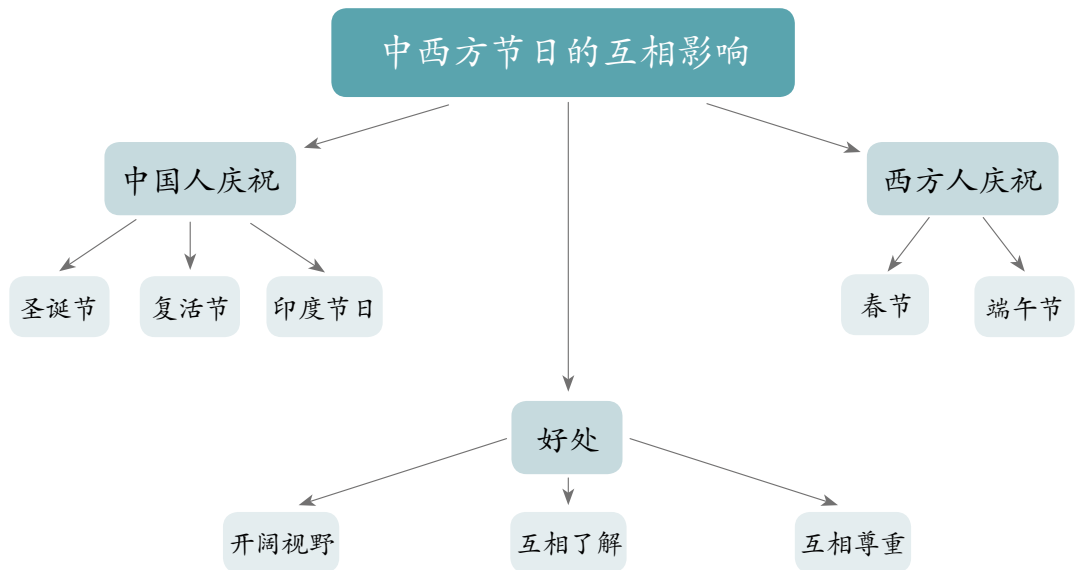 中西方节日的互相影响
中国人庆祝
西方人庆祝
圣诞节
复活节
印度节日
春节
端午节
好处
开阔视野
互相了解
互相尊重